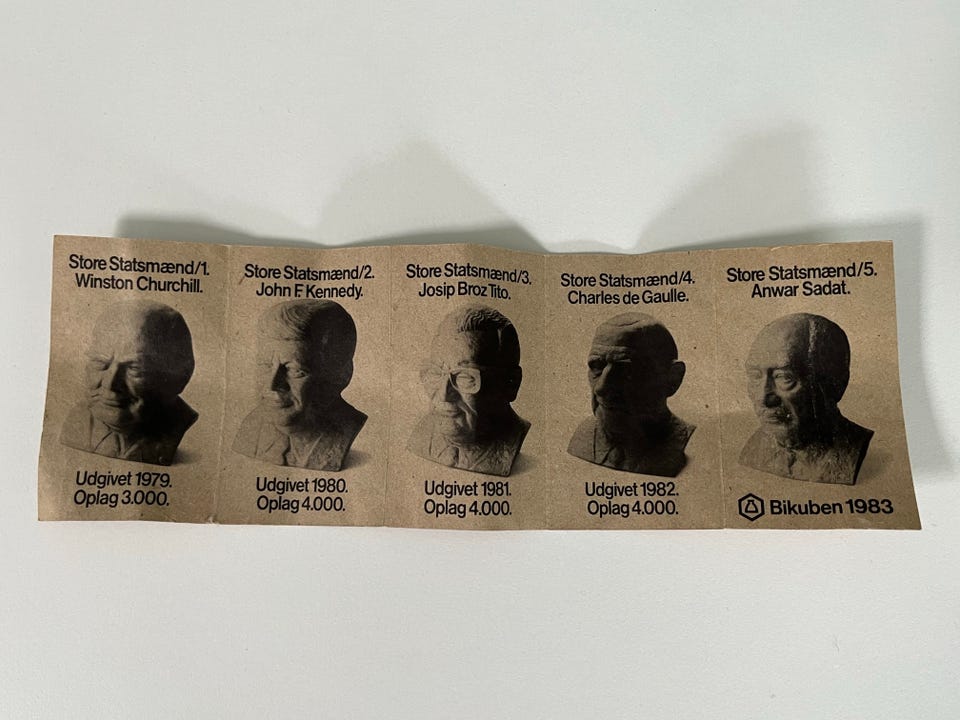 Store Statsmænd/1.
Winston Churchill.
Udgivet 1979.
Oplag 3.000.
Store Statsmænd/2.
John F. Kennedy.
Udgivet 1980.
Oplag 4.000.
Store Statsmænd/3.
Josip Broz Tito.
Udgivet 1981.
Oplag 4.000.
Store Statsmænd/4.
Charles de Gaulle.
Udgivet 1982.
Oplag 4.000.
Store Statsmænd/5.
Anwar Sadat.
Bikuben 1983